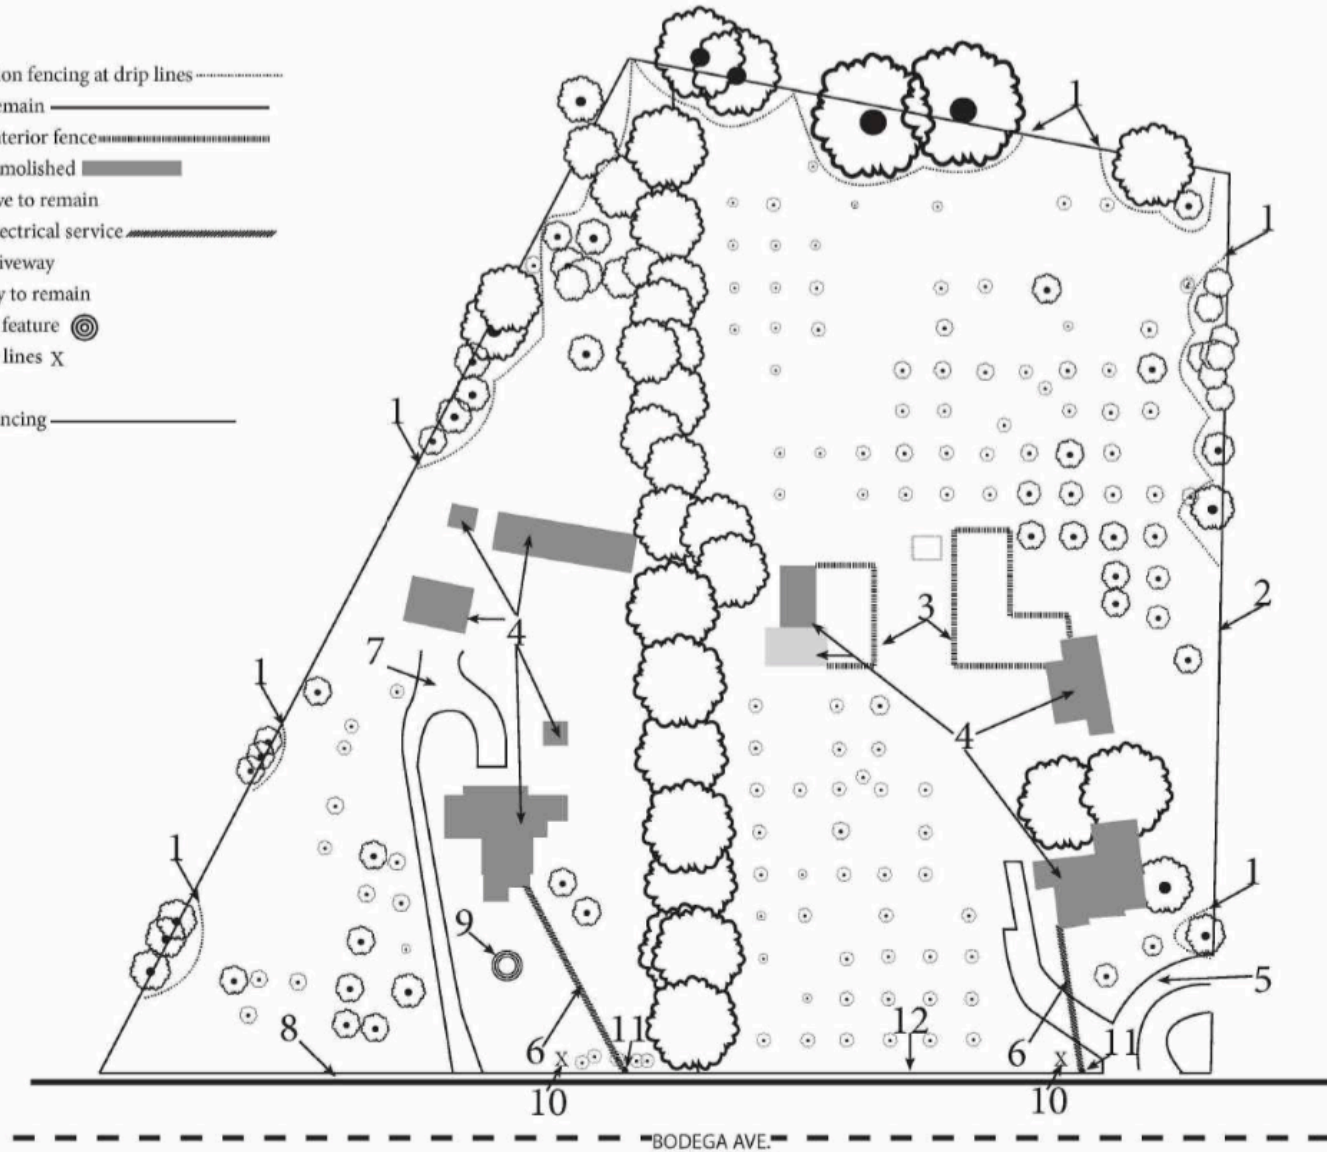 on fencing at drip lines
emain
terior fence
molished
ve to remain
ectrical service
iveway
y to remain
feature
lines X
ncing
1
1
1
2
3
4
7
1
4
1
9
1
5
12
8
6
X
11
6
X
11
10
10
BODEGA AVE.